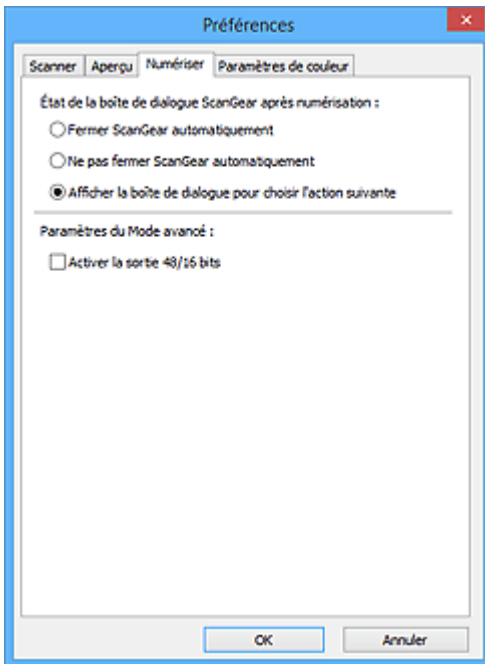 Préférences
Scanner Aperçu Numériser Paramètres de couleur
État de la boîte de dialogue ScanGear après numérisation :
Fermer ScanGear automatiquement
Ne pas fermer ScanGear automatiquement
Afficher la boîte de dialogue pour choisir l'action suivante
Paramètres du Mode avancé :
Activer la sortie 48/16 bits
OK Annuler